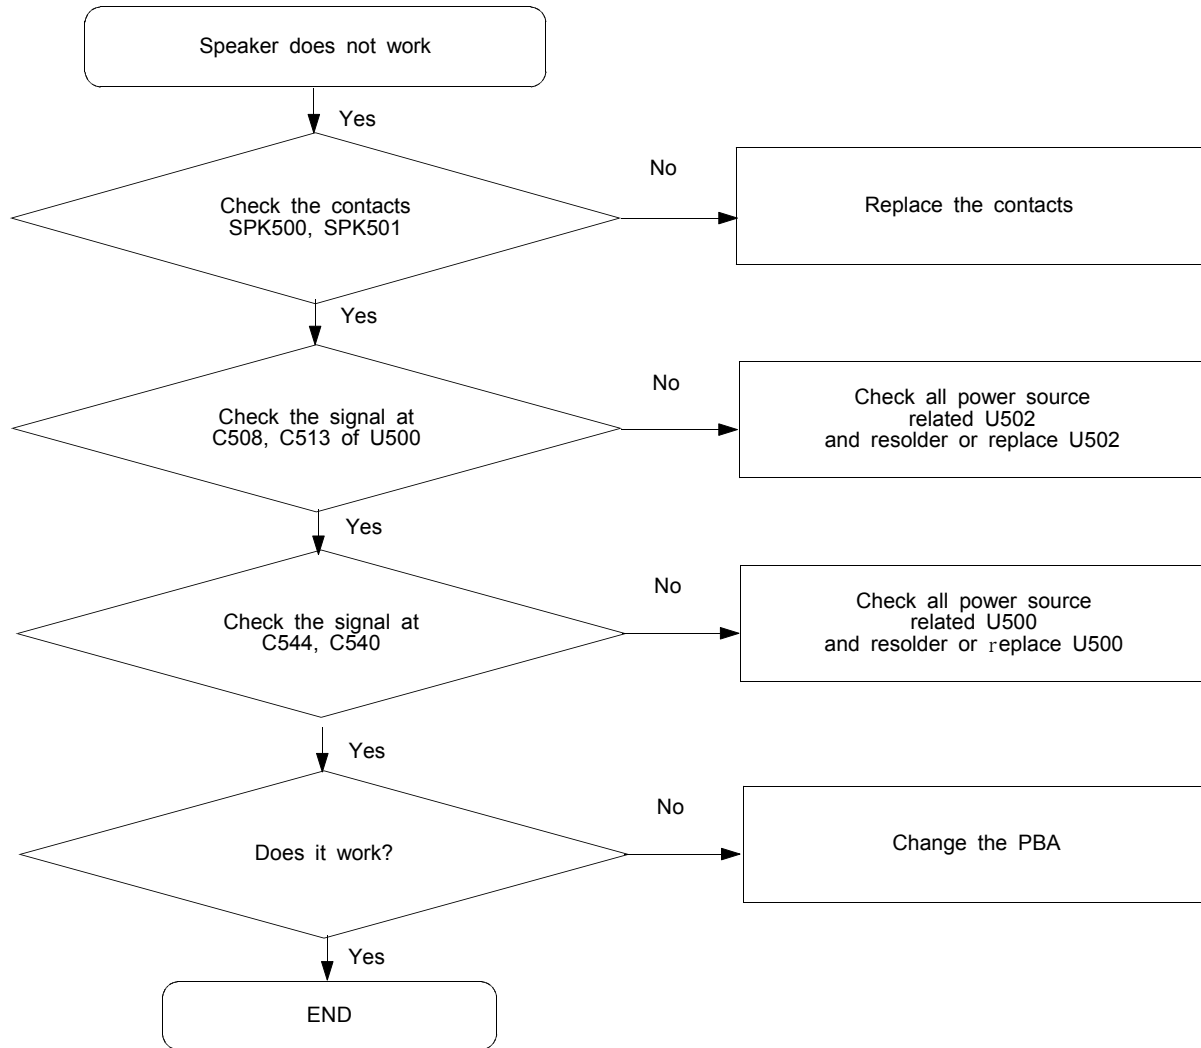 Speaker does not work
Yes
Check the contacts
SPK500, SPK501
No
Replace the contacts
Yes
Check the signal at
C508, C513 of U500
No
Check all power source
related U502
and resolder or replace U502
Yes
Check the signal at
C544, C540
No
Check all power source
related U500
and resolder or replace U500
Yes
Does it work?
No
Change the PBA
Yes
END